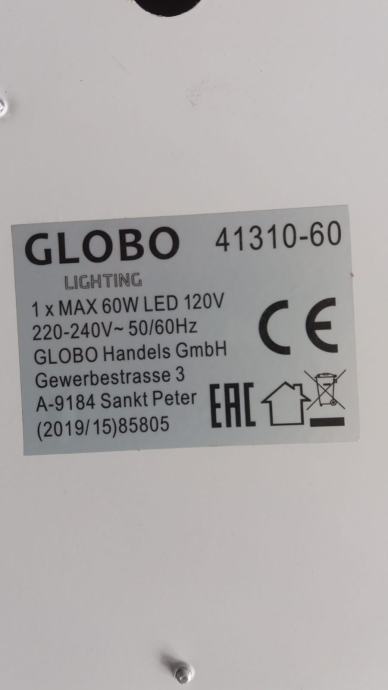 GLOBO 41310-60
LIGHTING
1 x MAX 60W LED 120V
220-240V~ 50/60Hz
GLOBO Handels GmbH
Gewerbestrasse 3
A-9184 Sankt Peter
(2019/15)85805
CE
EAC